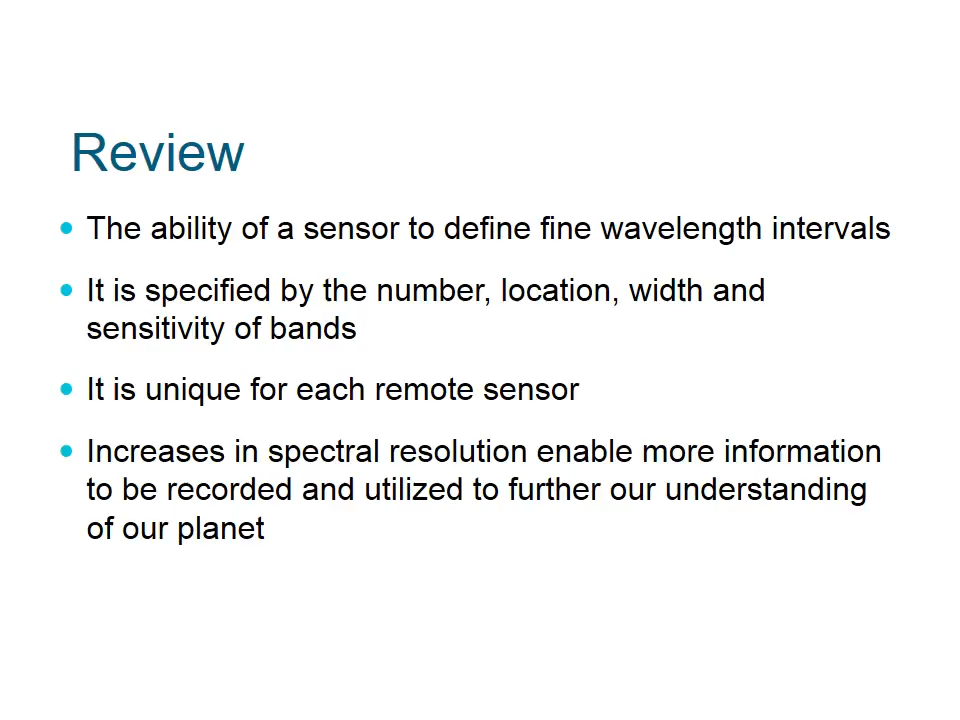 Review
The ability of a sensor to define fine wavelength intervals
It is specified by the number, location, width and
sensitivity of bands
It is unique for each remote sensor
Increases in spectral resolution enable more information
to be recorded and utilized to further our understanding
of our planet